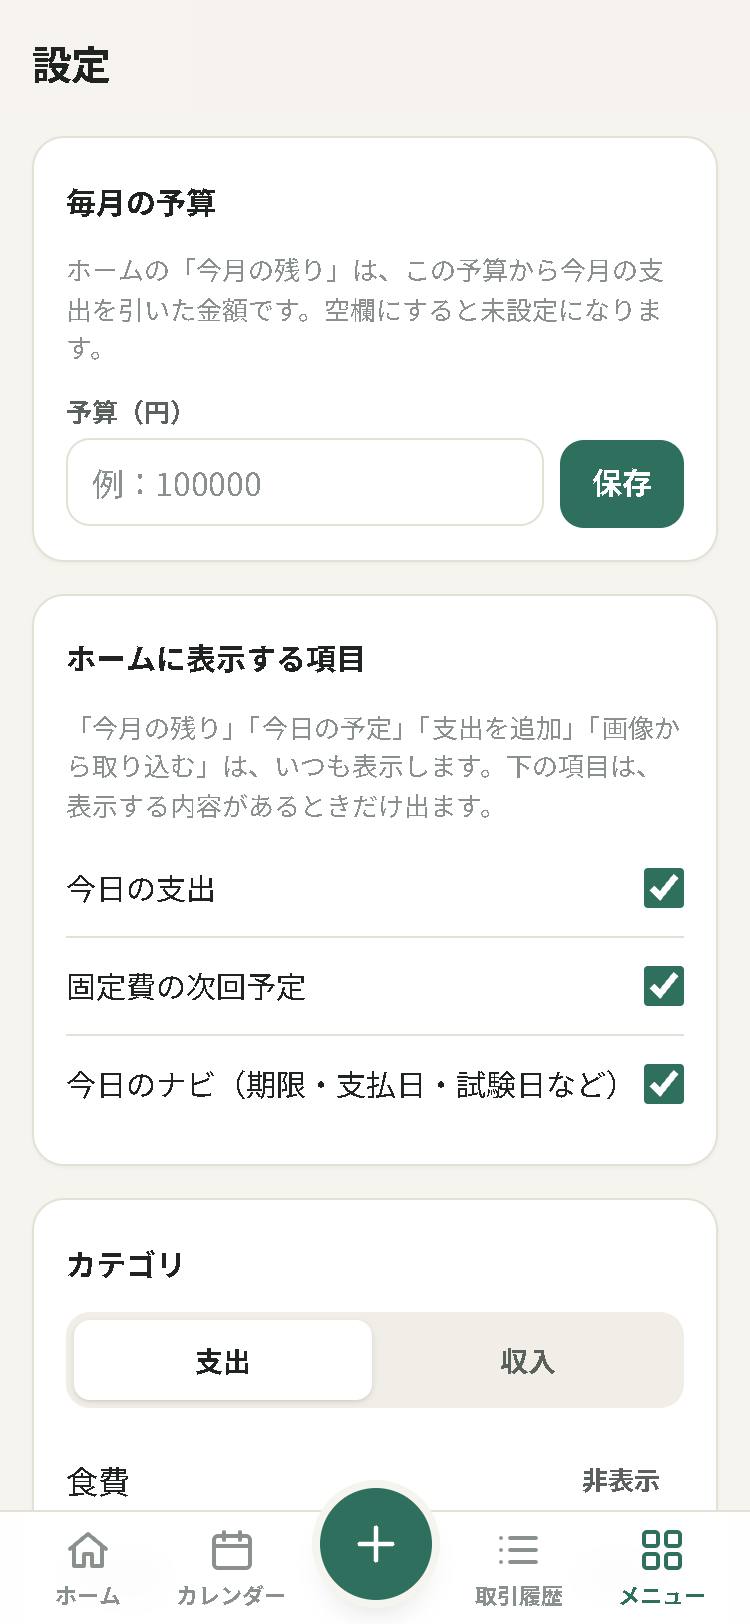 設定
毎月の予算
ホームの「今月の残り」は、この予算から今月の支
出を引いた金額です。空欄にすると未設定になりま
す。
予算（円）
例：100000
保存
ホームに表示する項目
「今月の残り」「今日の予定」「支出を追加」「画像か
ら取り込む」は、いつも表示します。下の項目は、
表示する内容があるときだけ出ます。
今日の支出
固定費の次回予定
今日のナビ（期限・支払日・試験日など）
カテゴリ
支出
収入
食費
非表示
ホーム
カレンダー
取引履歴
メニュー